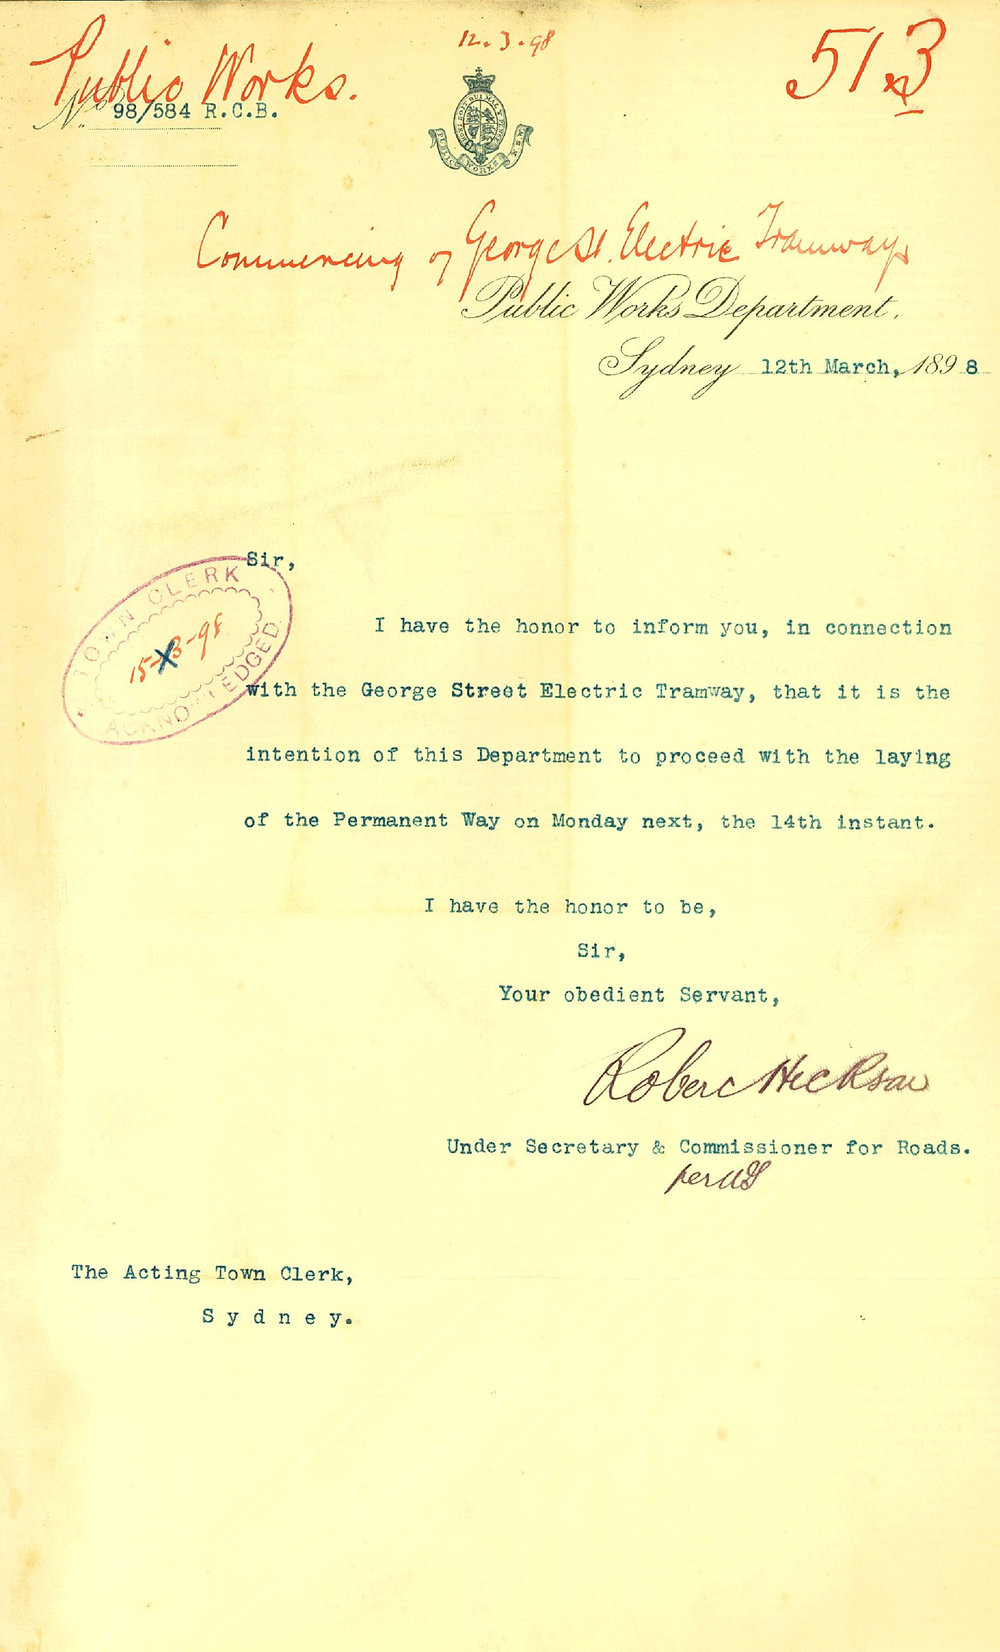 12.3.98
Public Works.
513
No. 98/584 R.C.B.
PUBLIC WORKS N.S.W.
Commencing of George St. Electric Tramways
Public Works Department,
Sydney 12th March, 1898
Sir,
TOWN CLERK
15-3-98
ACKNOWLEDGED
I have the honor to inform you, in connection
with the George Street Electric Tramway, that it is the
intention of this Department to proceed with the laying
of the Permanent Way on Monday next, the 14th instant.
I have the honor to be,
Sir,
Your obedient Servant,
Robert Hickson
Under Secretary & Commissioner for Roads.
per
The Acting Town Clerk,
Sydney.